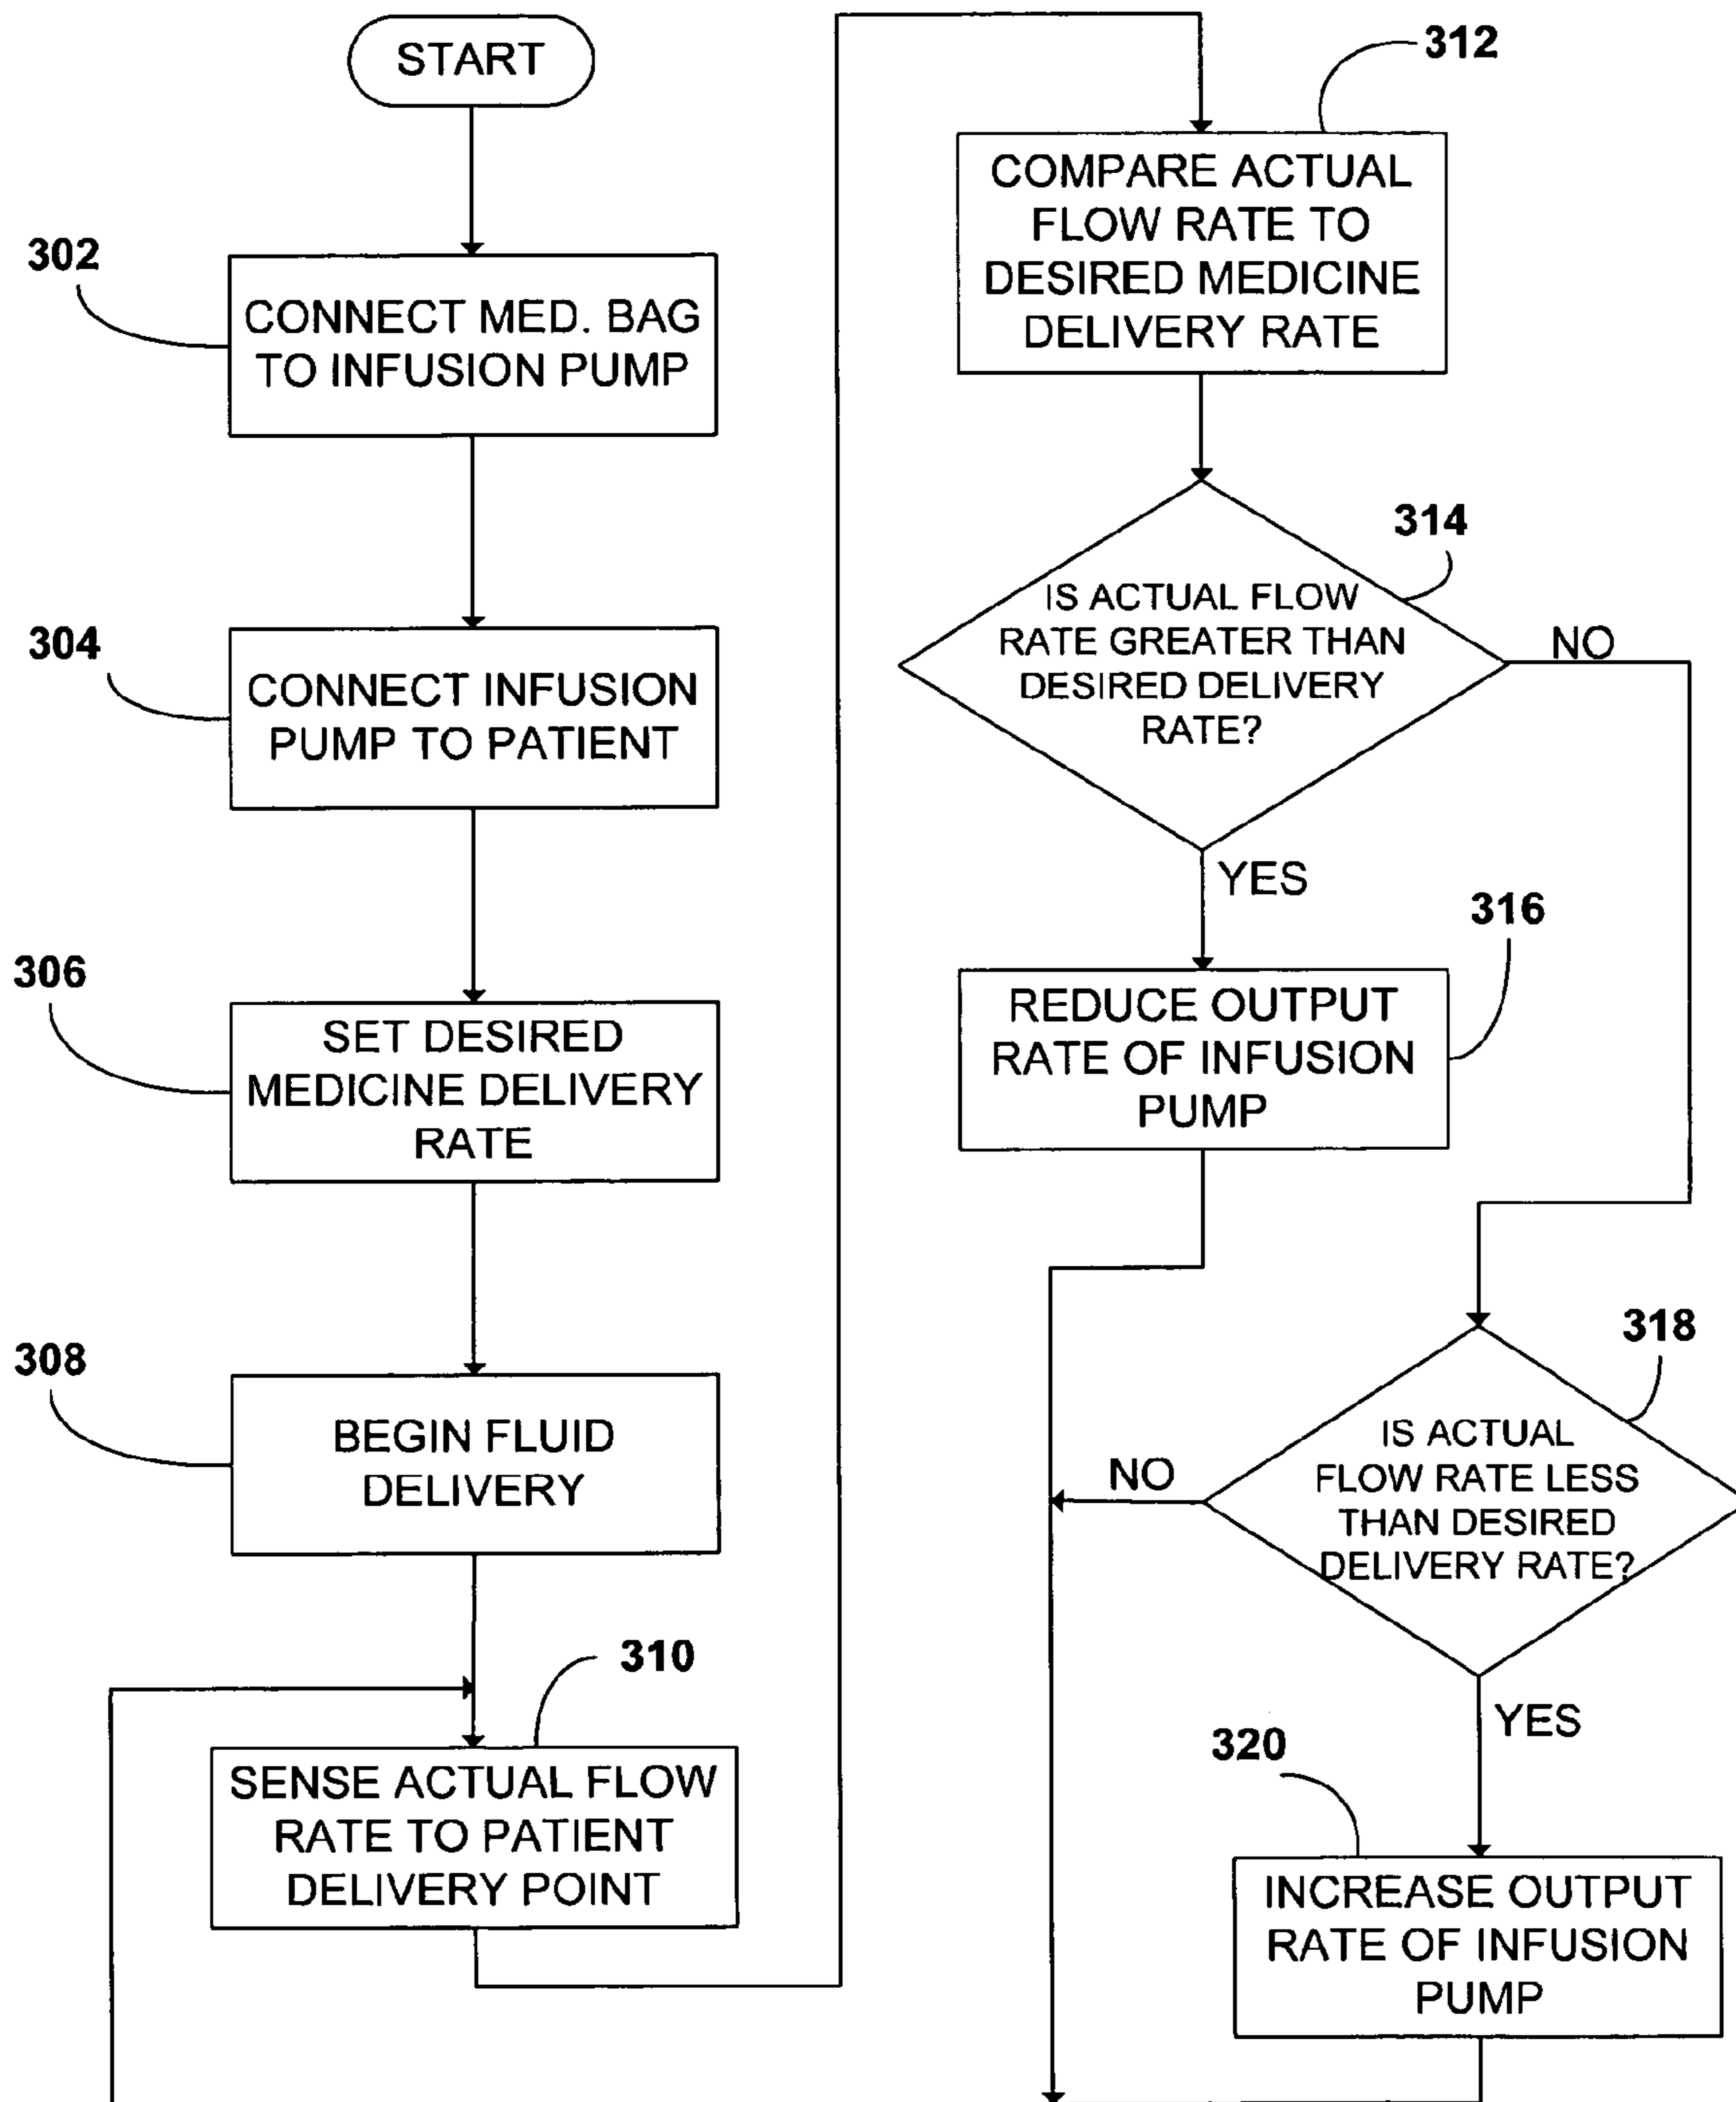 START
302
CONNECT MED. BAG
TO INFUSION PUMP
304
CONNECT INFUSION
PUMP TO PATIENT
306
SET DESIRED
MEDICINE DELIVERY
RATE
308
BEGIN FLUID
DELIVERY
310
SENSE ACTUAL FLOW
RATE TO PATIENT
DELIVERY POINT
312
COMPARE ACTUAL
FLOW RATE TO
DESIRED MEDICINE
DELIVERY RATE
314
IS ACTUAL FLOW
RATE GREATER THAN
DESIRED DELIVERY
RATE?
NO
YES
316
REDUCE OUTPUT
RATE OF INFUSION
PUMP
318
IS ACTUAL
FLOW RATE LESS
THAN DESIRED
DELIVERY RATE?
NO
YES
320
INCREASE OUTPUT
RATE OF INFUSION
PUMP